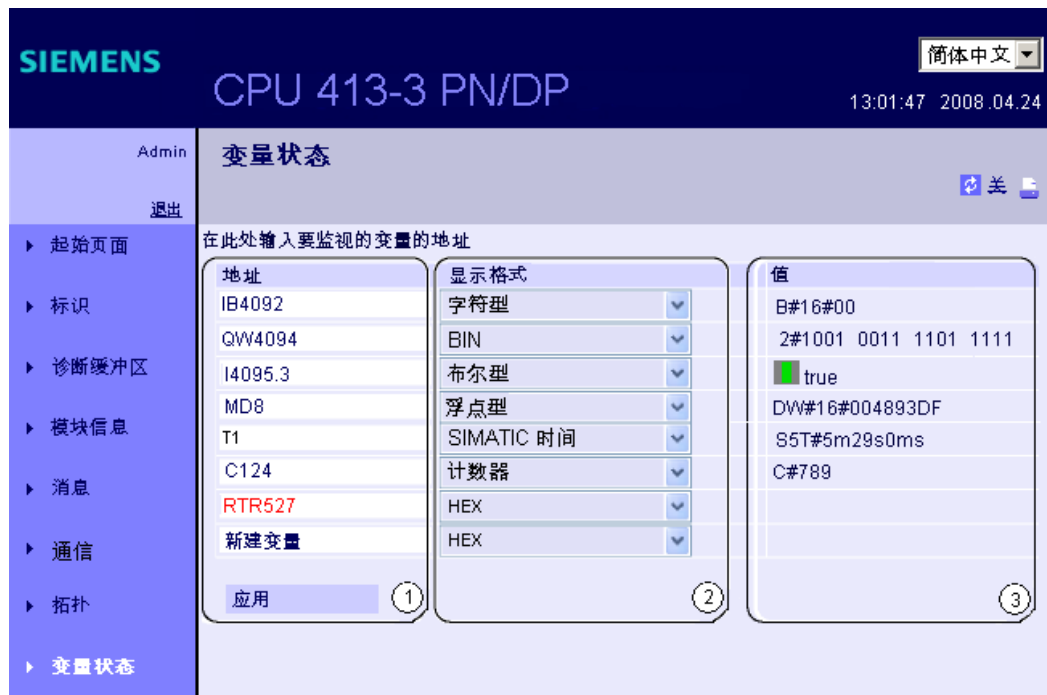 SIEMENS
简体中文
CPU 413-3 PN/DP
13:01:47 2008.04.24
Admin
变量状态
关
退出
起始页面
标识
诊断缓冲区
模块信息
消息
通信
拓扑
变量状态
在此处输入要监视的变量的地址
地址 显示格式 值
IB4092 字符型 B#16#00
QW4094 BIN 2#1001 0011 1101 1111
I4095.3 布尔型 true
MD8 浮点型 DW#16#004893DF
T1 SIMATIC 时间 S5T#5m29s0ms
C124 计数器 C#789
RTR527 HEX
新建变量 HEX
应用 1 2 3